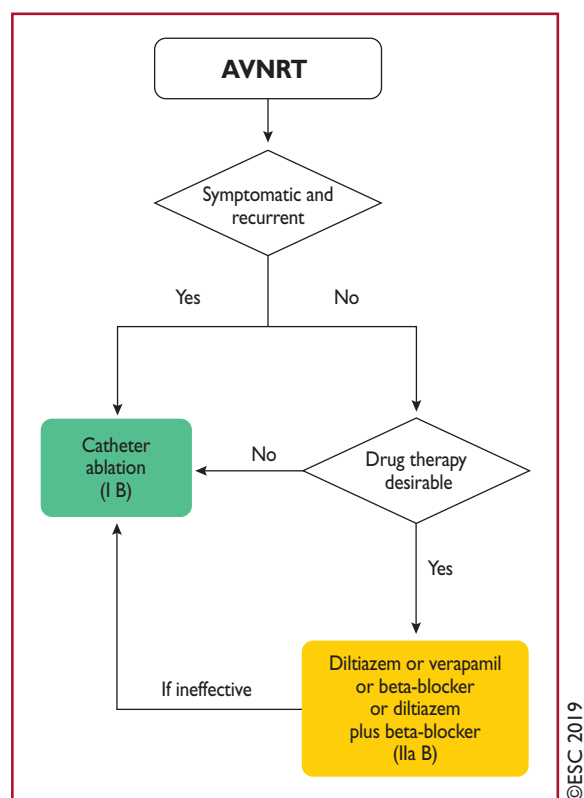 AVNRT
Symptomatic and
recurrent
Yes
No
Catheter
ablation
(I B)
No
Drug therapy
desirable
Yes
If ineffective
Diltiazem or verapamil
or beta-blocker
or diltiazem
plus beta-blocker
(IIa B)
©ESC 2019